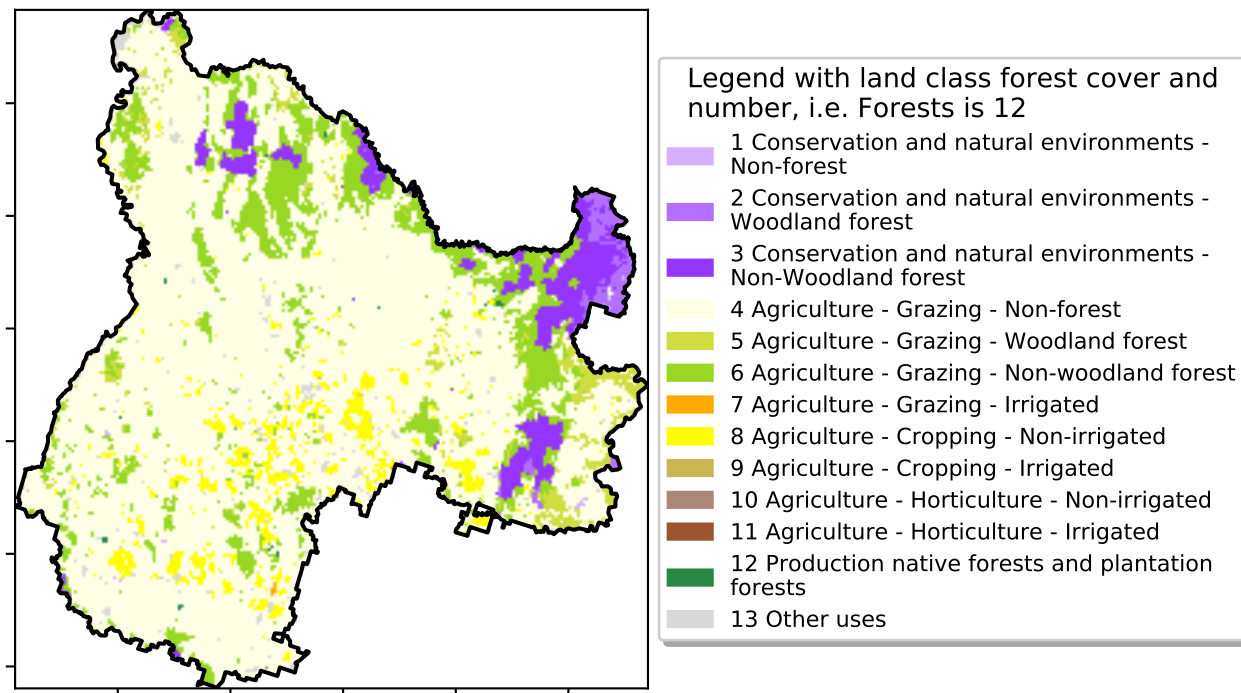 Legend with land class forest cover and
number, i.e. Forests is 12
1 Conservation and natural environments -
Non-forest
2 Conservation and natural environments -
Woodland forest
3 Conservation and natural environments -
Non-Woodland forest
4 Agriculture - Grazing - Non-forest
5 Agriculture - Grazing - Woodland forest
6 Agriculture - Grazing - Non-woodland forest
7 Agriculture - Grazing - Irrigated
8 Agriculture - Cropping - Non-irrigated
9 Agriculture - Cropping - Irrigated
10 Agriculture - Horticulture - Non-irrigated
11 Agriculture - Horticulture - Irrigated
12 Production native forests and plantation
forests
13 Other uses